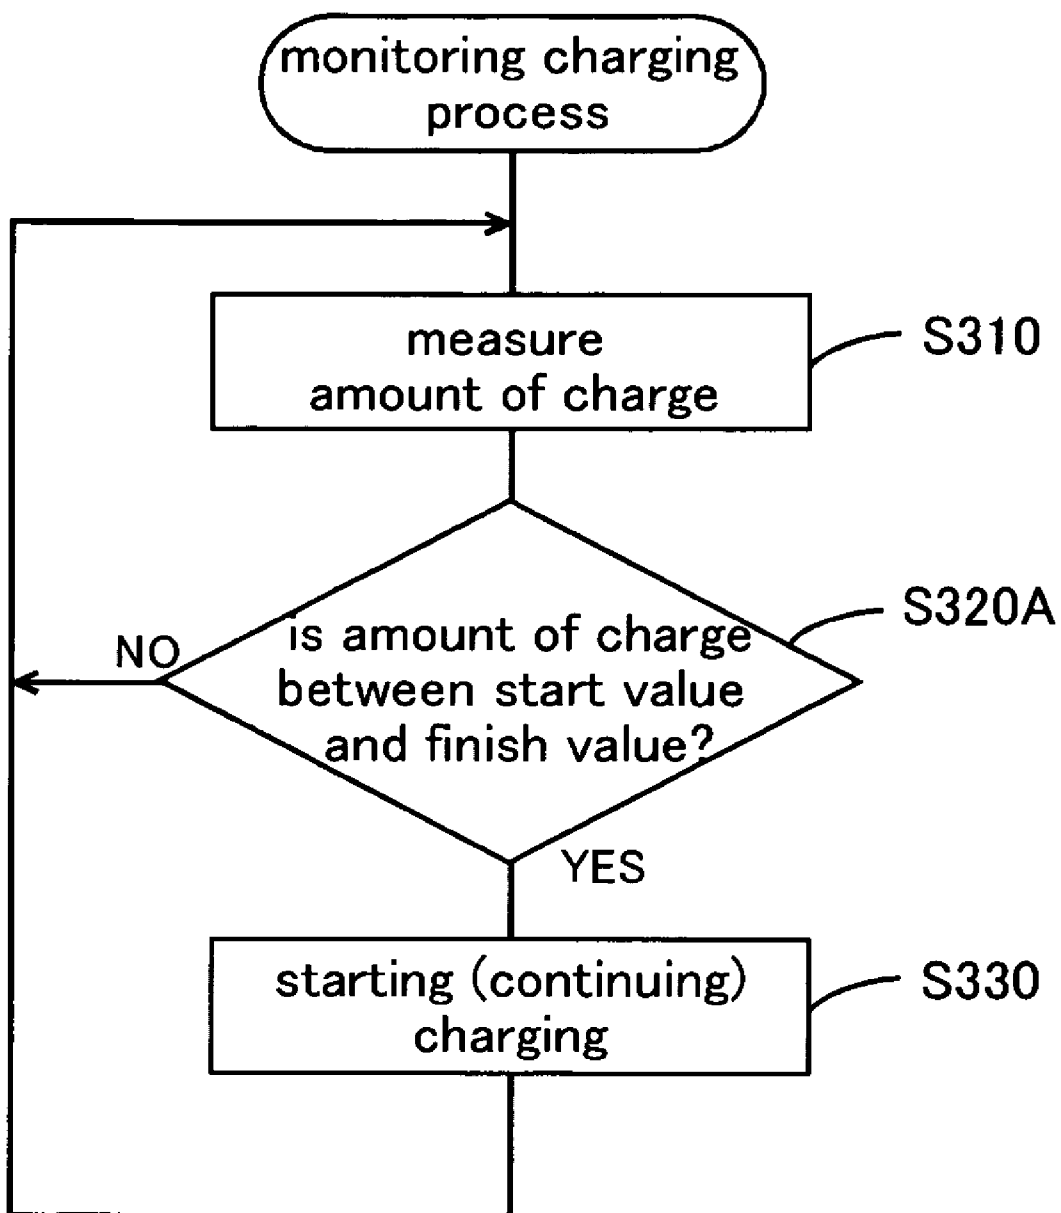 monitoring charging
process
measure
amount of charge
S310
is amount of charge
between start value
and finish value?
S320A
NO
YES
starting (continuing)
charging
S330